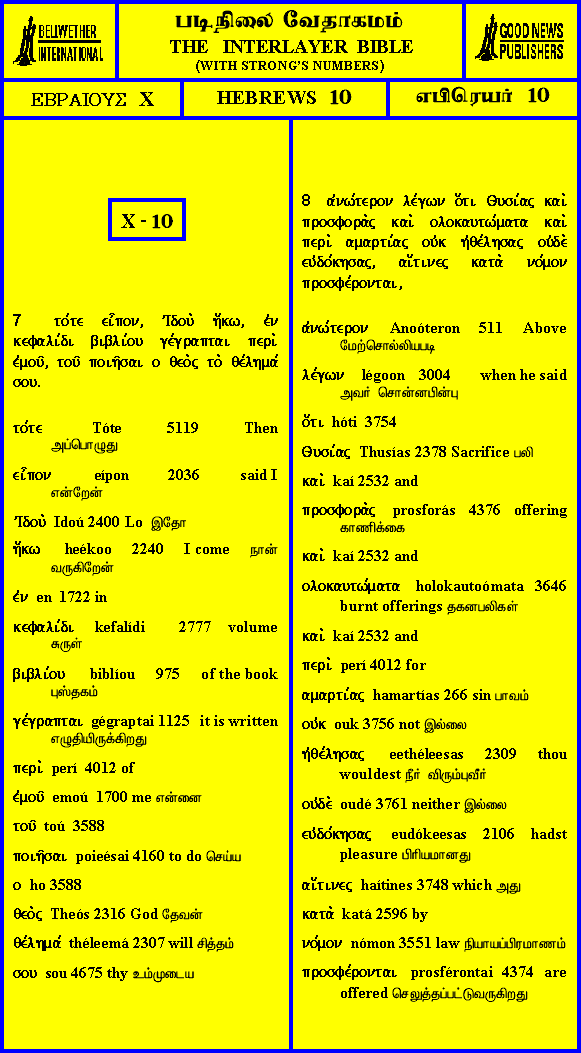 BELLWETHER
INTERNATIONAL
படிநிலை வேதாகமம்
THE INTERLAYER BIBLE
(WITH STRONG'S NUMBERS)
GOOD NEWS
PUBLISHERS
ΕΒΡΑΙΟΥΣ X
HEBREWS 10
எபிரெயர் 10
X - 10
7 τότε εἶπον, Ἰδοὺ ἥκω, ἐν
κεφαλίδι βιβλίου γέγραπται περὶ
ἐμοῦ, τοῦ ποιῆσαι ο θεὸς τὸ θέλημά
σου.
τότε Tóte 5119 Then
அப்பொழுது
εἶπον eípon 2036 said I
என்றேன்
Ἰδοὺ Idoú 2400 Lo இதோ
ἥκω heékoo 2240 I come நான்
வருகிறேன்
ἐν en 1722 in
κεφαλίδι kefalídi 2777 volume
சுருள்
βιβλίου biblíou 975 of the book
புஸ்தகம்
γέγραπται gégraptai 1125 it is written
எழுதியிருக்கிறது
περὶ perí 4012 of
ἐμοῦ emoú 1700 me என்னை
τοῦ toú 3588
ποιῆσαι poieésai 4160 to do செய்ய
ο ho 3588
θεὸς Theós 2316 God தேவன்
θέλημά théleemá 2307 will சித்தம்
σου sou 4675 thy உம்முடைய
8 ἀνώτερον λέγων ὅτι Θυσίας καὶ
προσφορὰς καὶ ολοκαυτώματα καὶ
περὶ αμαρτίας οὐκ ἠθέλησας οὐδὲ
εὐδόκησας, αἵτινες κατὰ νόμον
προσφέρονται,
ἀνώτερον Anoóteron 511 Above
மேற்சொல்லியபடி
λέγων légoon 3004 when he said
அவர் சொன்னபின்பு
ὅτι hóti 3754
Θυσίας Thusías 2378 Sacrifice பலி
καὶ kaí 2532 and
προσφορὰς prosforás 4376 offering
காணிக்கை
καὶ kaí 2532 and
ολοκαυτώματα holokautoómata 3646
burnt offerings தகனபலிகள்
καὶ kaí 2532 and
περὶ perí 4012 for
αμαρτίας hamartías 266 sin பாவம்
οὐκ ouk 3756 not இல்லை
ἠθέλησας eethéleesas 2309 thou
wouldest நீர் விரும்புவீர்
οὐδὲ oudé 3761 neither இல்லை
εὐδόκησας eudókeesas 2106 hadst
pleasure பிரியமானது
αἵτινες haítines 3748 which அது
κατὰ katá 2596 by
νόμον nómon 3551 law நியாயப்பிரமாணம்
προσφέρονται prosférontai 4374 are
offered செலுத்தப்பட்டுவருகிறது